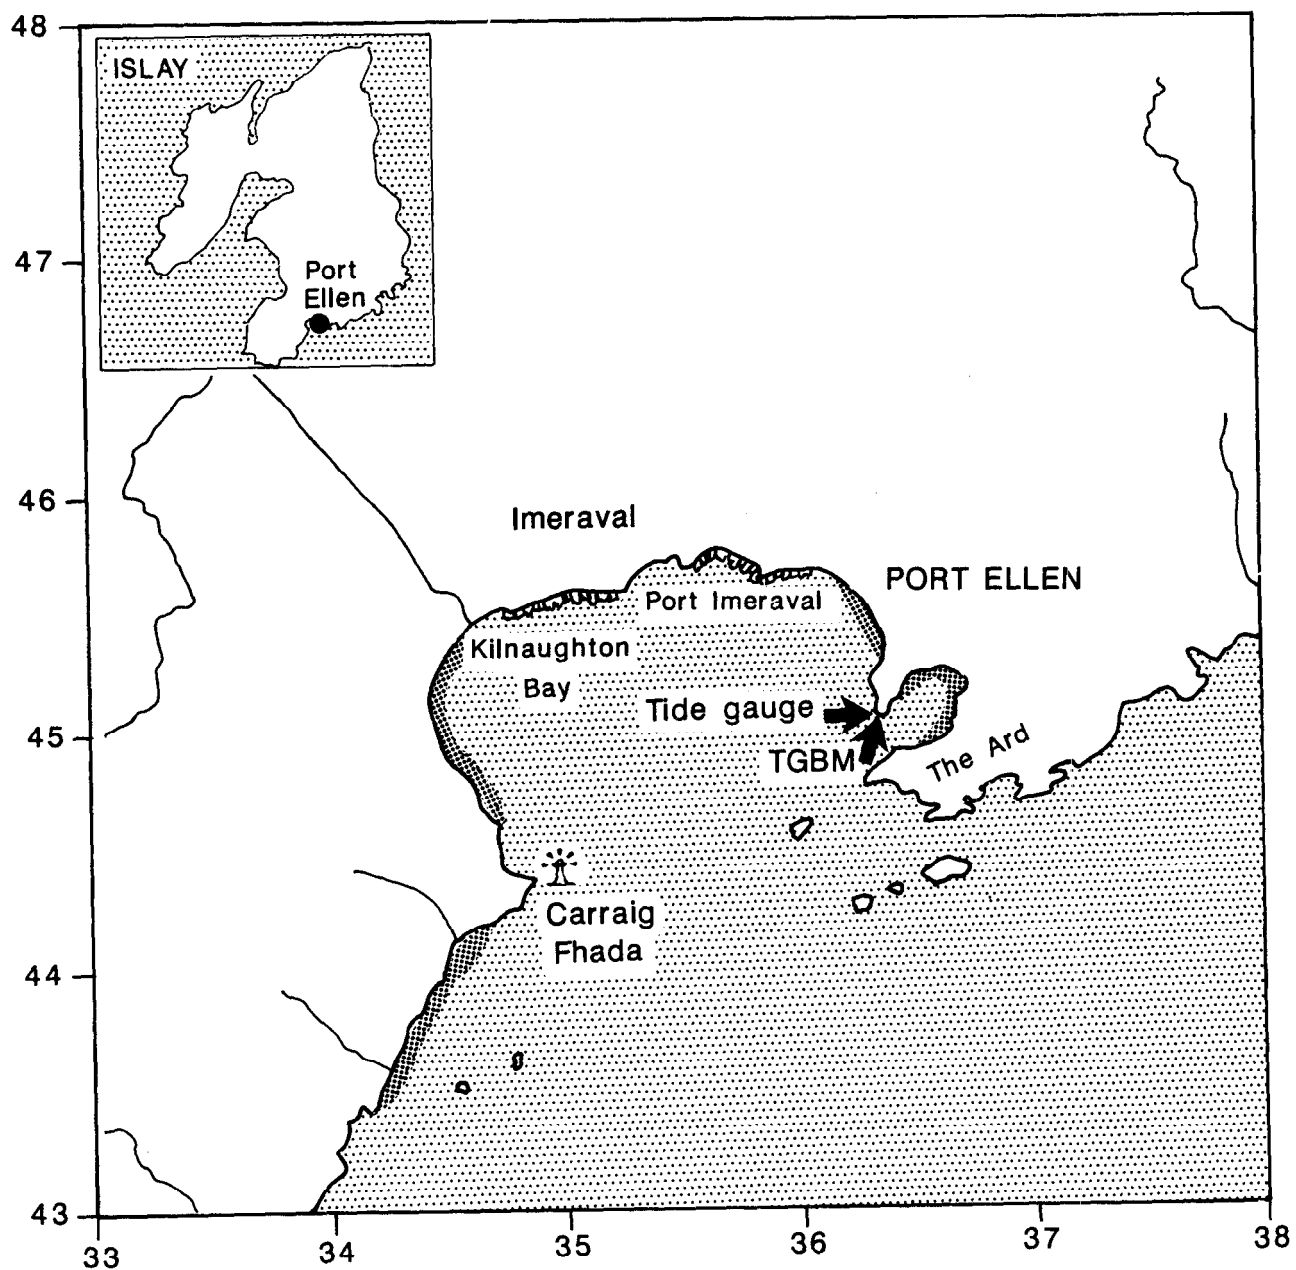 48
ISLAY
47
Port
Ellen
46
Imeraval
PORT ELLEN
Port Imeraval
Kilnaughton
Bay
Tide gauge
45
TGBM
The Ard
Carraig
Fhada
44
43
33
34
35
36
37
38